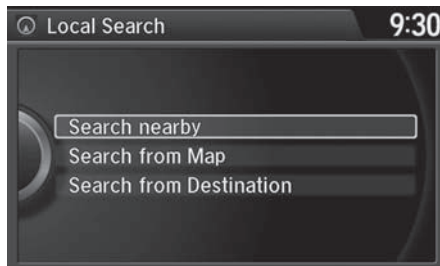 Local Search
9:30
Search nearby
Search from Map
Search from Destination